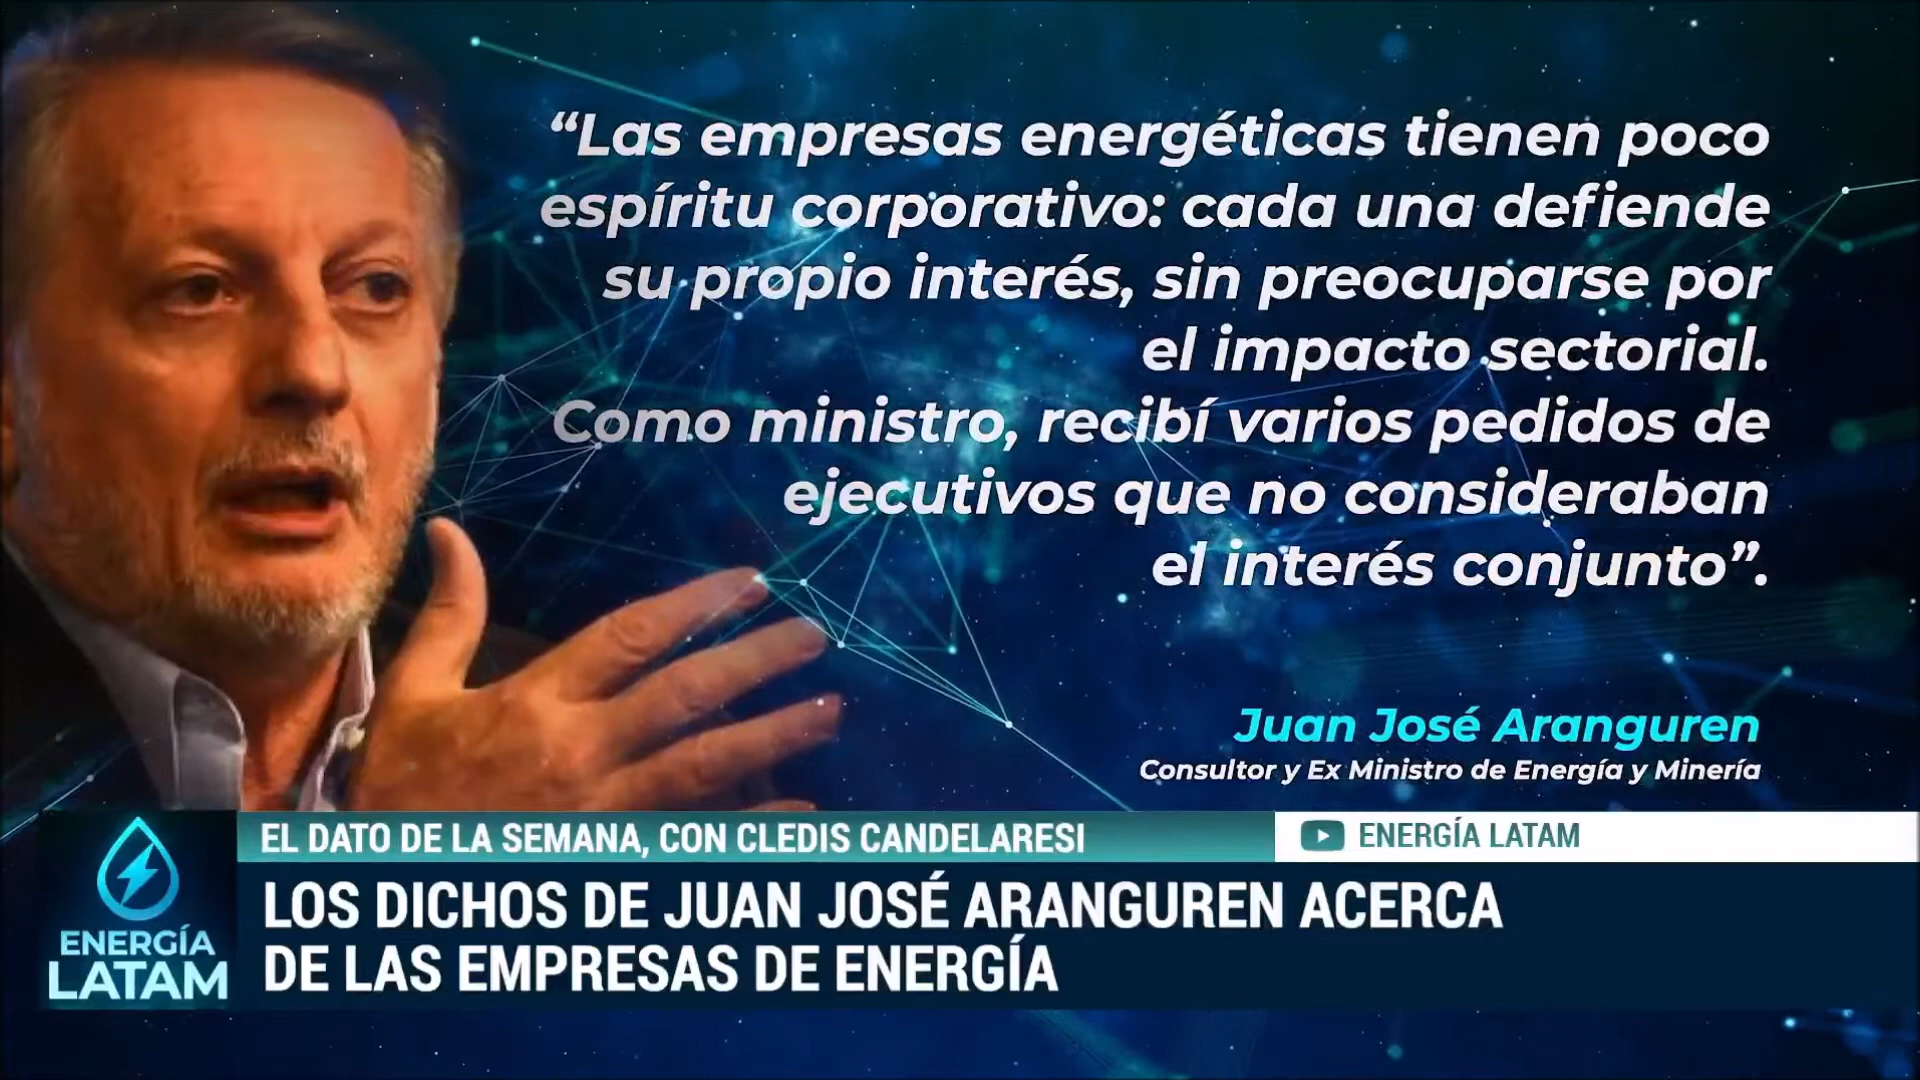 “Las empresas energéticas tienen poco
espíritu corporativo: cada una defiende
su propio interés, sin preocuparse por
el impacto sectorial.
Como ministro, recibí varios pedidos de
ejecutivos que no consideraban
el interés conjunto”.
Juan José Aranguren
Consultor y Ex Ministro de Energía y Minería
EL DATO DE LA SEMANA, CON CLEDIS CANDELARESI
ENERGÍA LATAM
LOS DICHOS DE JUAN JOSÉ ARANGUREN ACERCA
DE LAS EMPRESAS DE ENERGÍA
ENERGÍA
LATAM